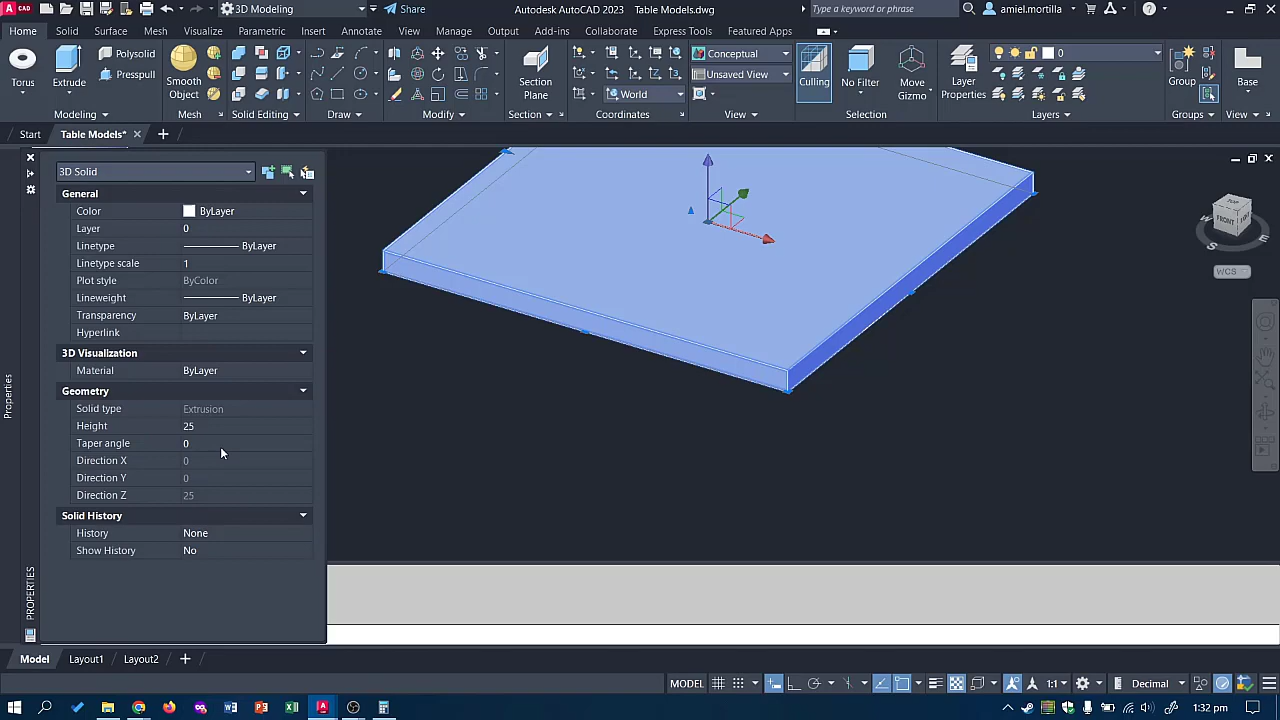 CAD
3D Modeling
Share
Autodesk AutoCAD 2023 Table Models.dwg
Type a keyword or phrase
amiel.mortilla
Home Solid Surface Mesh Visualize Parametric Insert Annotate View Manage Output Add-ins Collaborate Express Tools Featured Apps
Torus
Extrude
Polysolid
Presspull
Smooth
Object
Section
Plane
Conceptual
Unsaved View
World
Culling
No Filter
Move
Gizmo
Layer
Properties
0
Group
Base
Modeling Mesh Solid Editing Draw Modify Section Coordinates View Selection Layers Groups View
Start Table Models*
3D Solid
General
Color ByLayer
Layer 0
Linetype ByLayer
Linetype scale 1
Plot style ByColor
Lineweight ByLayer
Transparency ByLayer
Hyperlink
3D Visualization
Material ByLayer
Geometry
Solid type Extrusion
Height 25
Taper angle 0
Direction X 0
Direction Y 0
Direction Z 25
Solid History
History None
Show History No
Properties
PROPERTIES
TOP
FRONT
S
E
WCS
Model Layout1 Layout2
MODEL 1:1 Decimal
1:32 pm